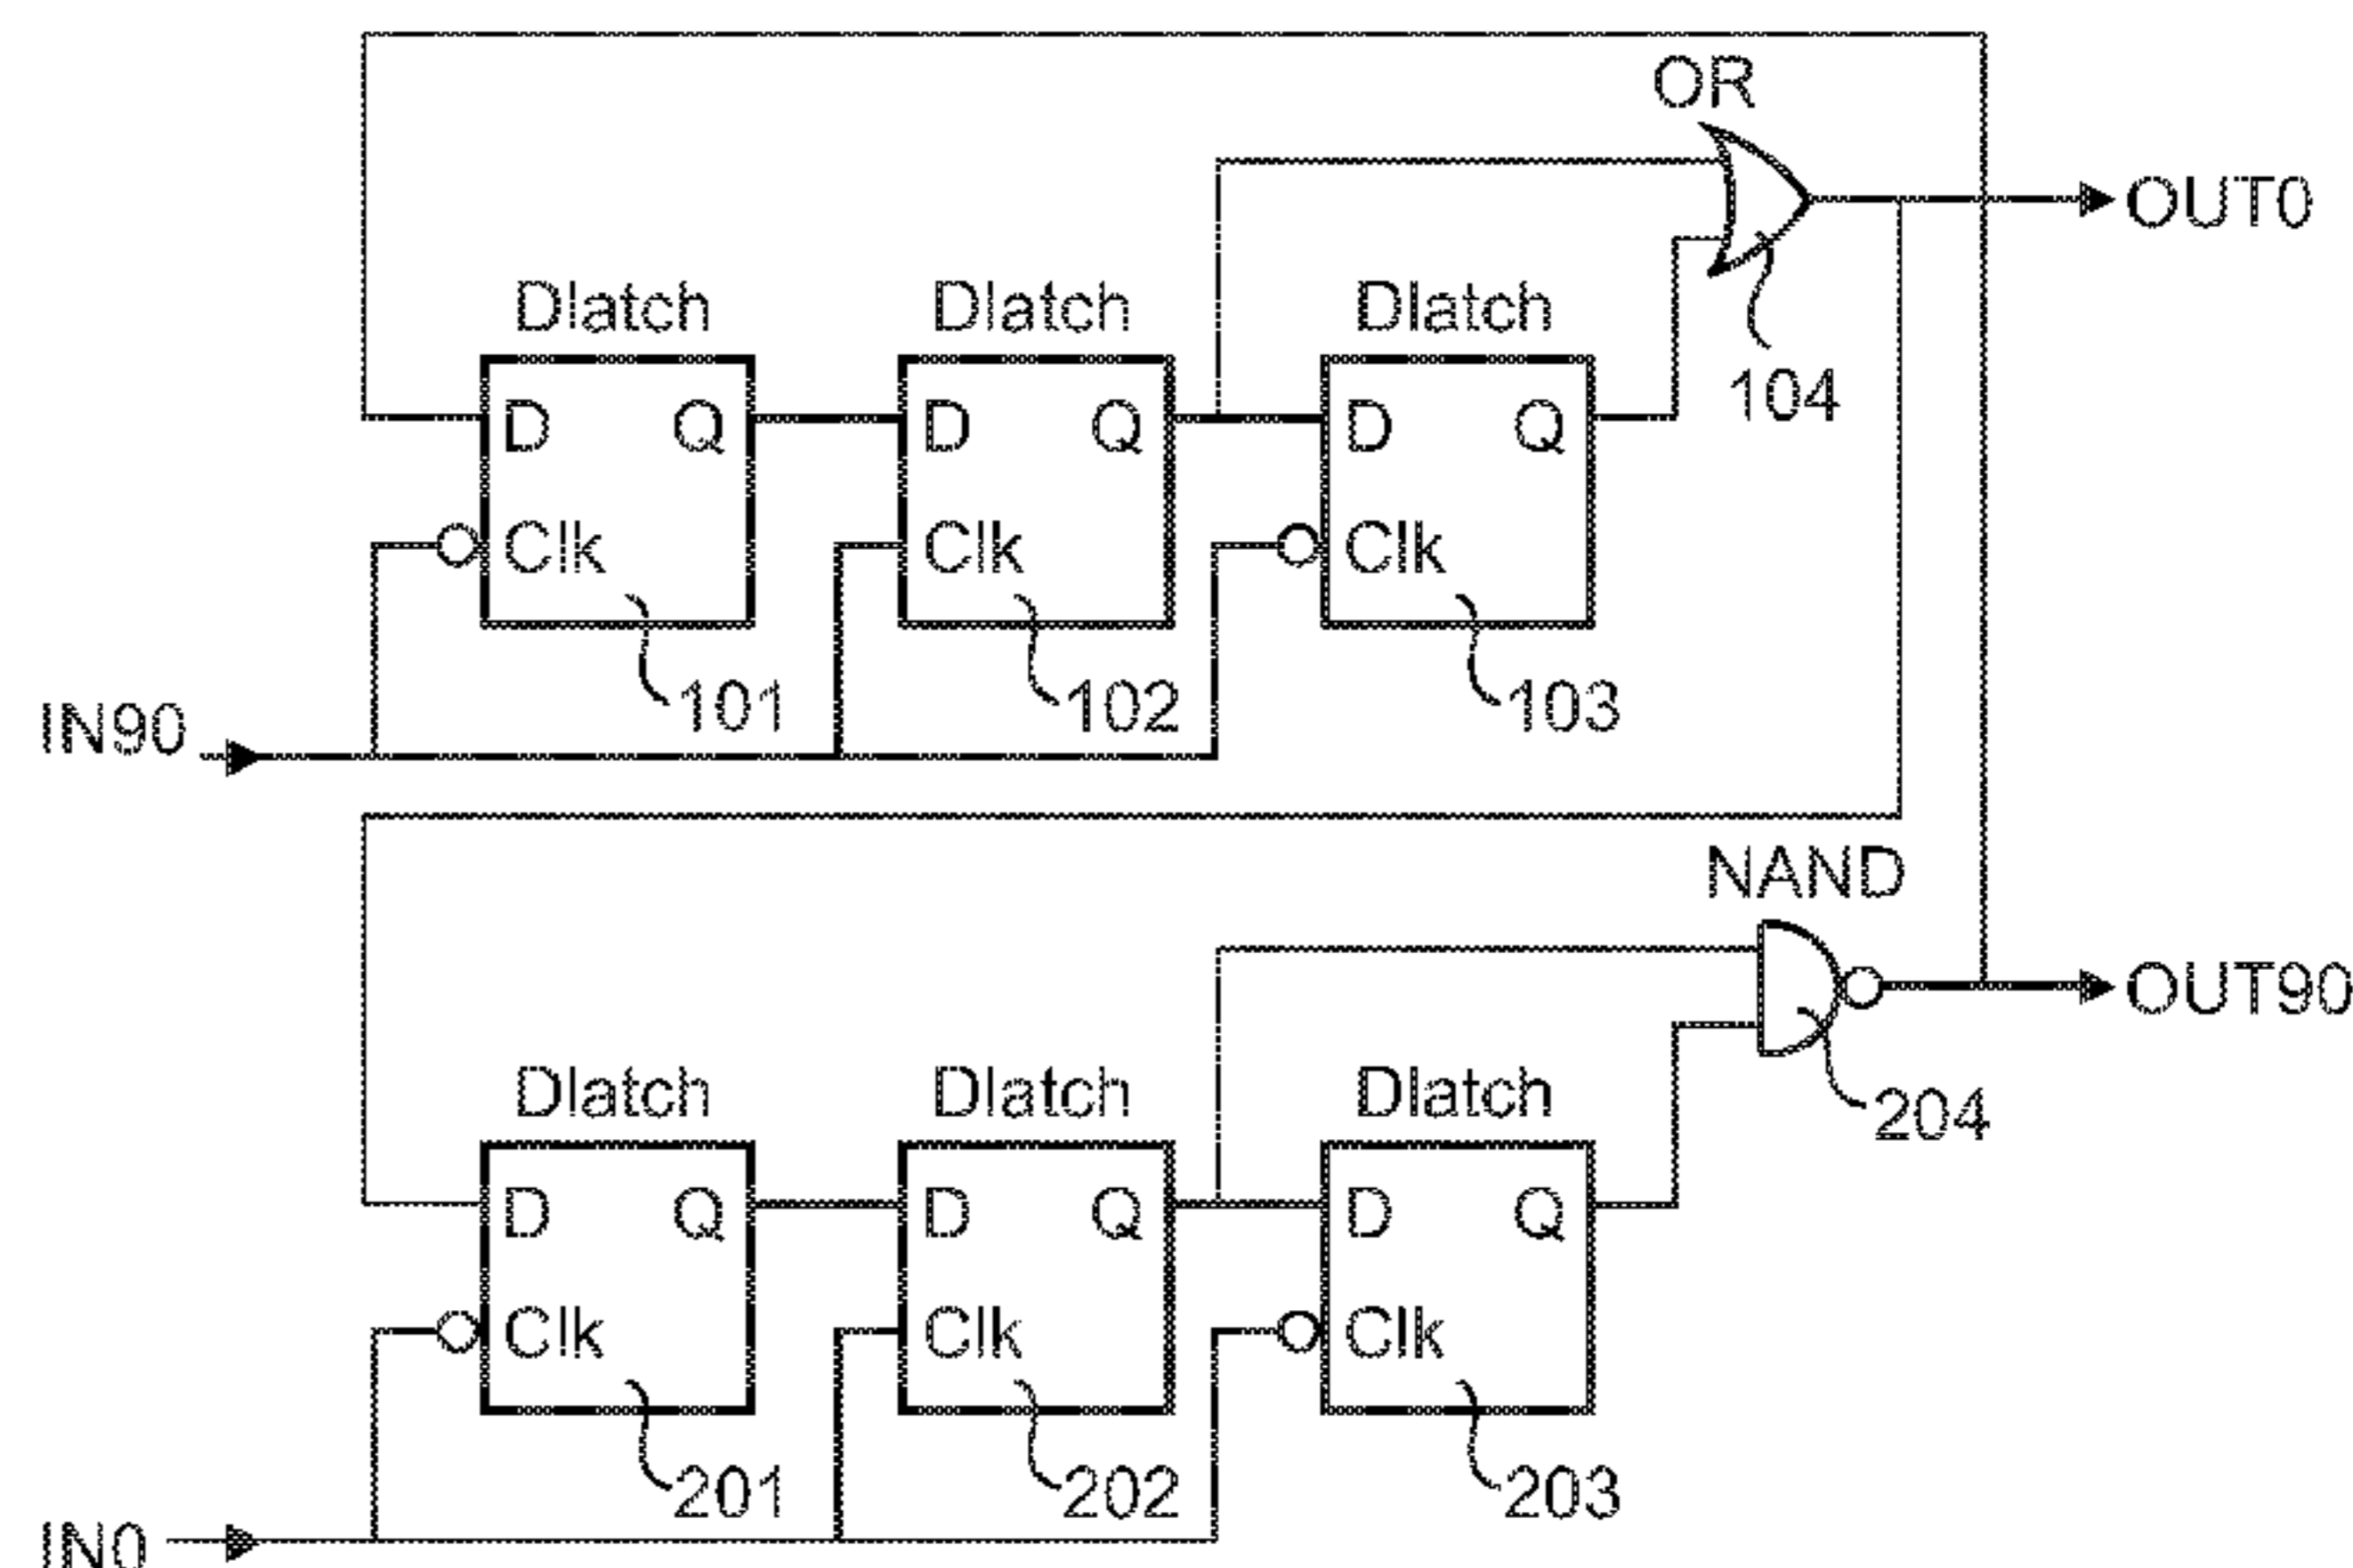 OR
OUT0
Dlatch Dlatch Dlatch
D Q D Q D Q
104
Clk Clk Clk
101 102 103
IN90
NAND
OUT90
Dlatch Dlatch Dlatch
204
D Q D Q D Q
Clk Clk Clk
201 202 203
IN0